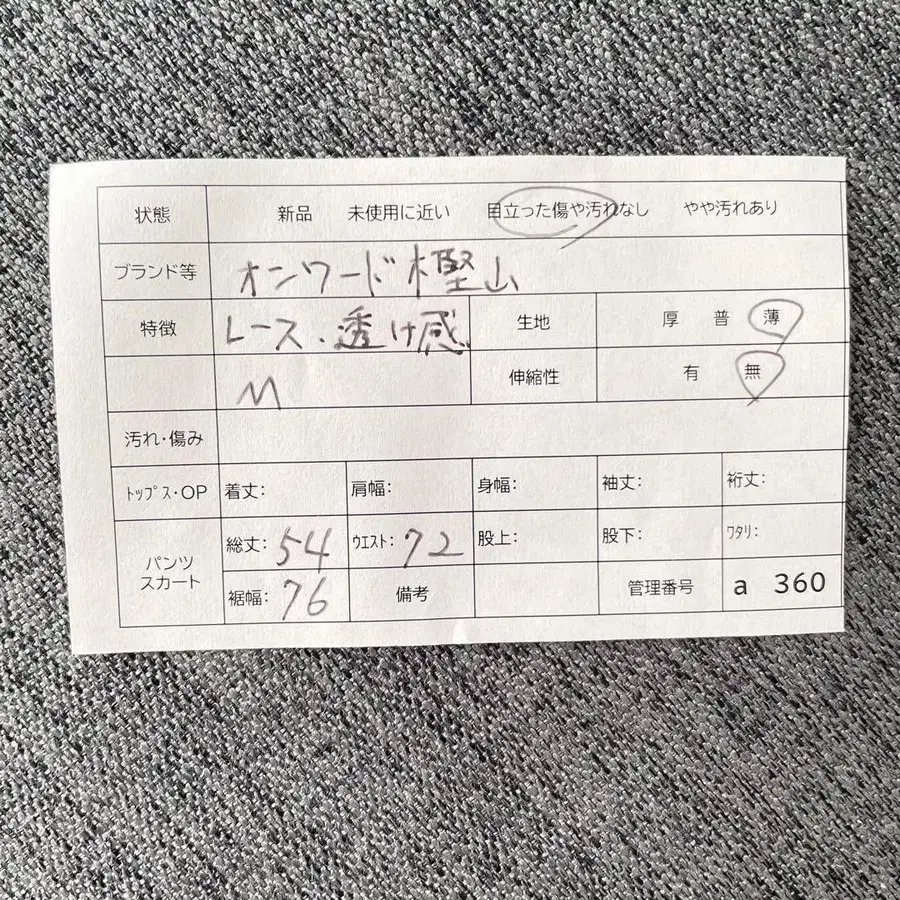 状態 新品 未使用に近い 目立った傷や汚れなし やや汚れあり
ブランド等 オンワード樫山
特徴 レース・透け感 生地 厚 普 薄
M 伸縮性 有 無
汚れ・傷み
トップス・OP 着丈: 肩幅: 身幅: 袖丈: 裄丈:
パンツ スカート 総丈: 54 ウエスト: 72 股上: 股下: ワタリ:
裾幅: 76 備考 管理番号 a 360